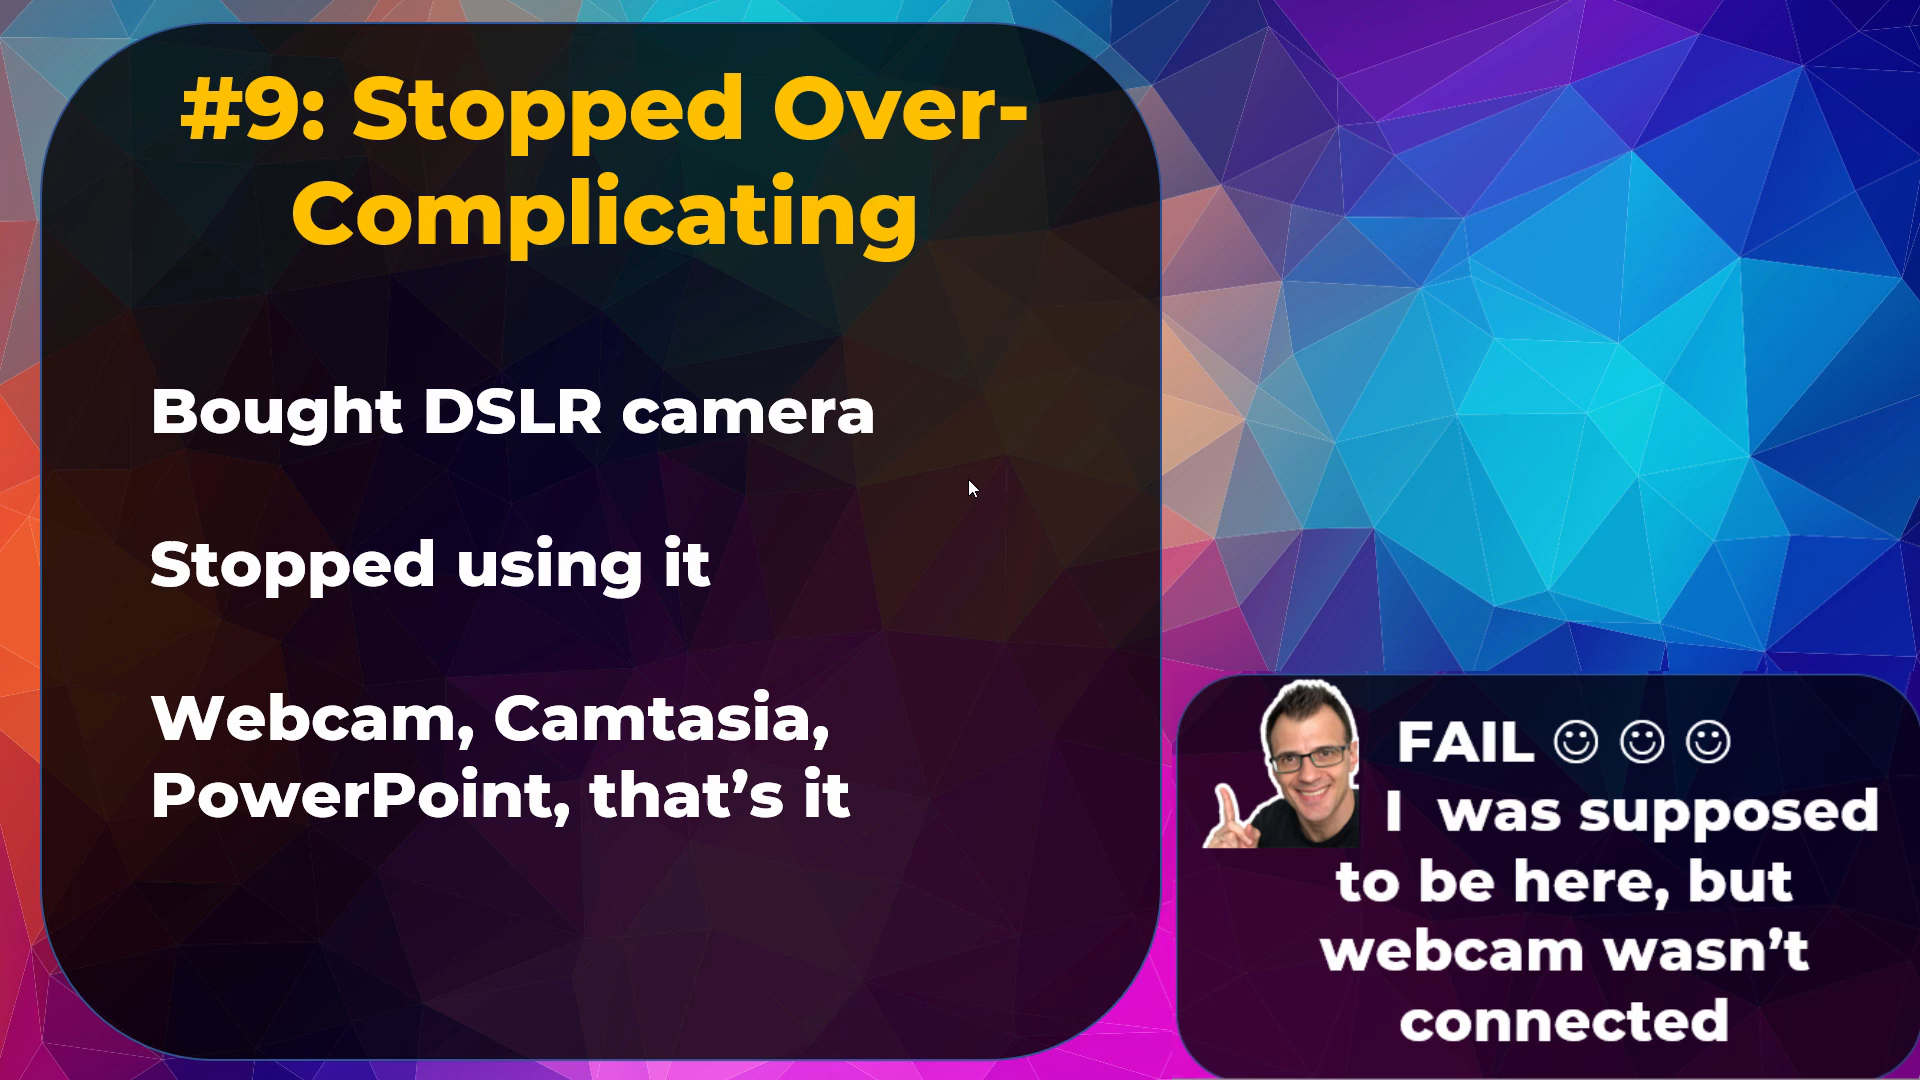 #9: Stopped Over-
Complicating
Bought DSLR camera
Stopped using it
Webcam, Camtasia,
PowerPoint, that’s it
FAIL ☺ ☺ ☺
I was supposed
to be here, but
webcam wasn’t
connected